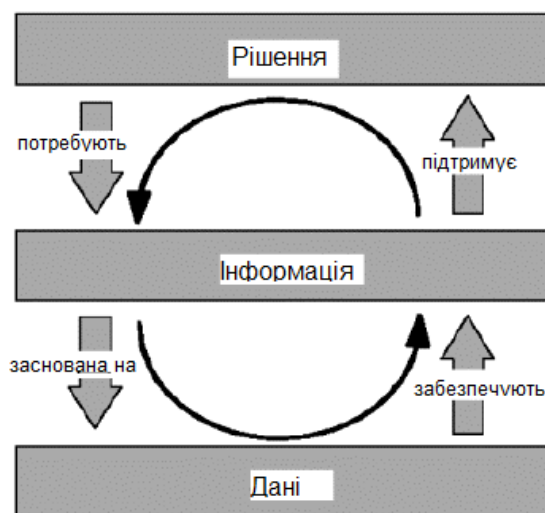 Рішення
потребують
підтримує
Інформація
заснована на
забезпечують
Дані